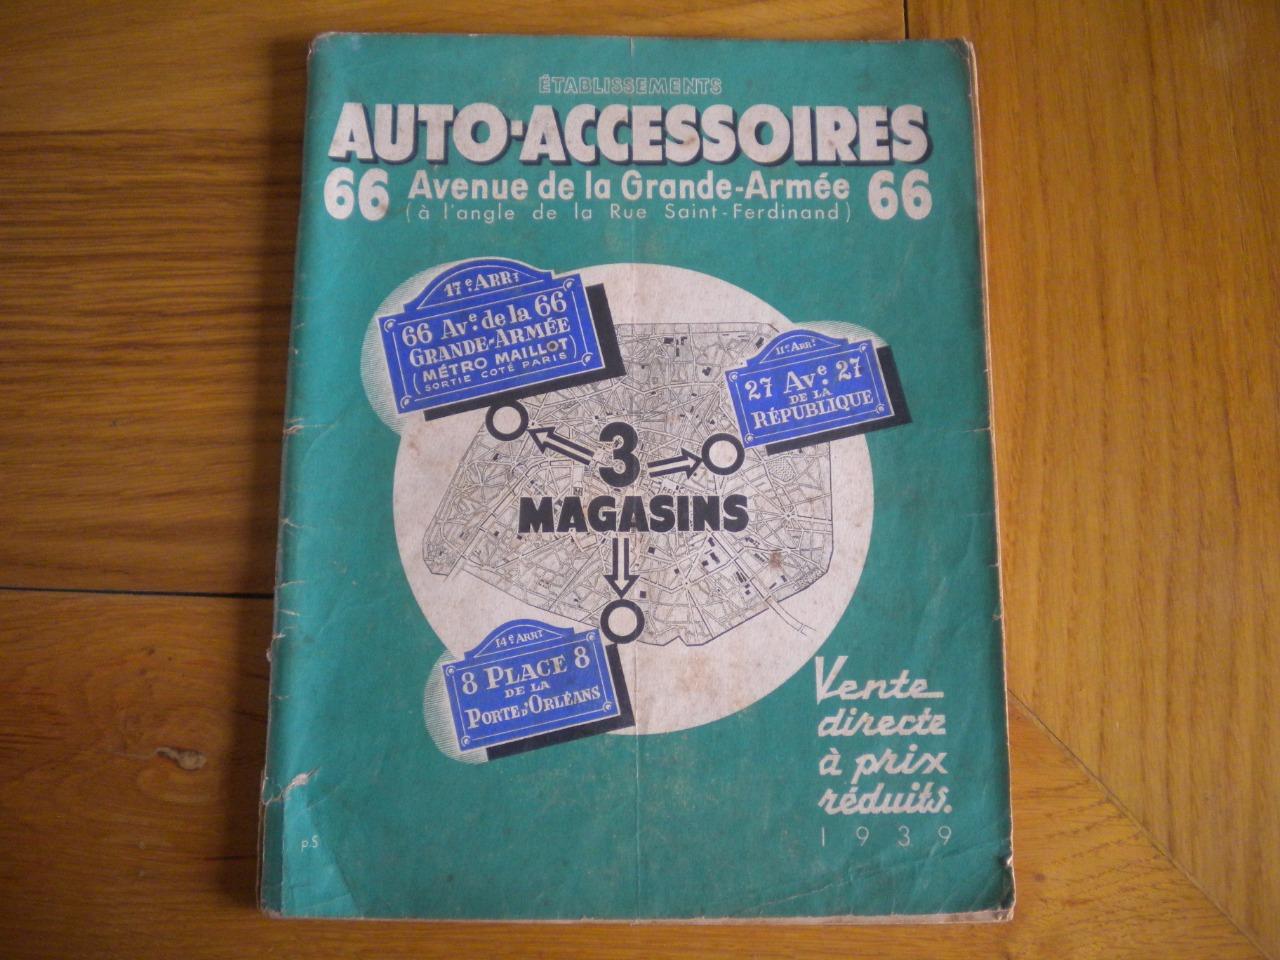 ÉTABLISSEMENTS
AUTO-ACCESSOIRES
66 Avenue de la Grande-Armée 66
(à l'angle de la Rue Saint-Ferdinand)
17e. ARRt
66 Ave. de la 66
GRANDE-ARMÉE
(MÉTRO MAILLOT)
SORTIE COTÉ PARIS
11e ARRt
27 Ave. 27
DE LA
RÉPUBLIQUE
3
MAGASINS
14e ARRt
8 PLACE 8
DE LA
PORTE D'ORLÉANS
Vente
directe
à prix
réduits.
1939
p.S